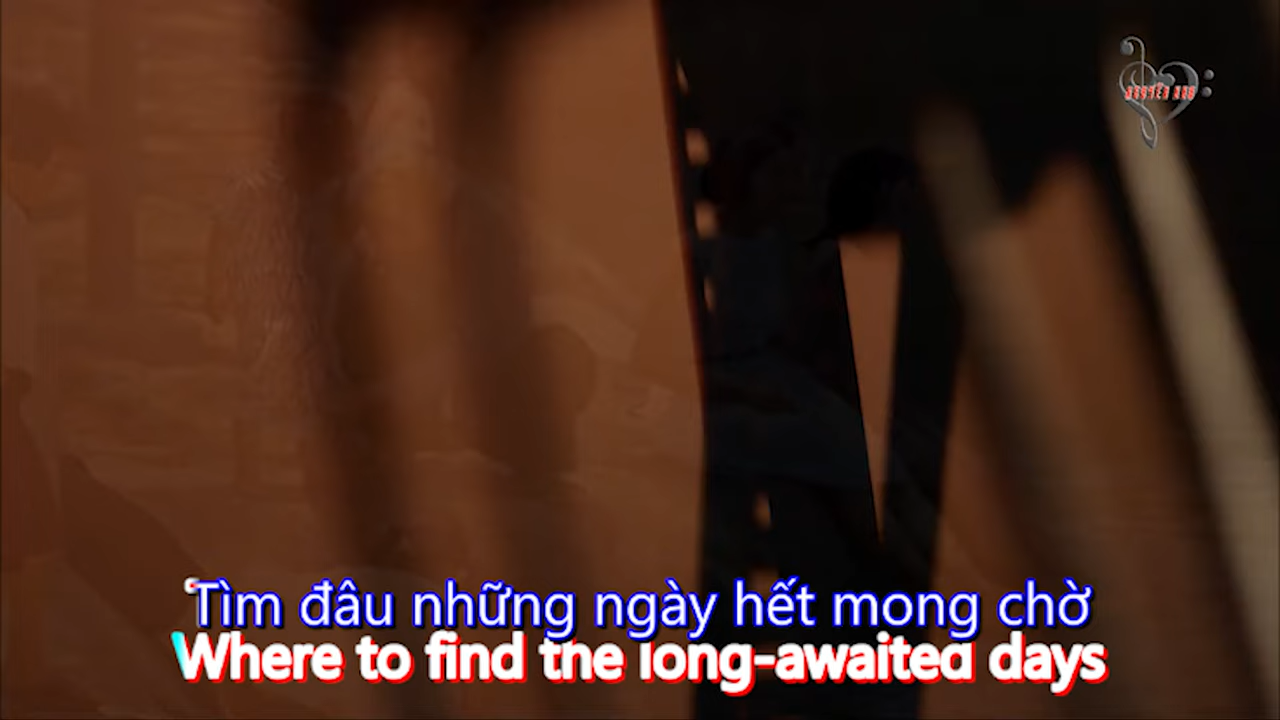 Tìm đâu những ngày hết mong chờ
Where to find the long-awaited days